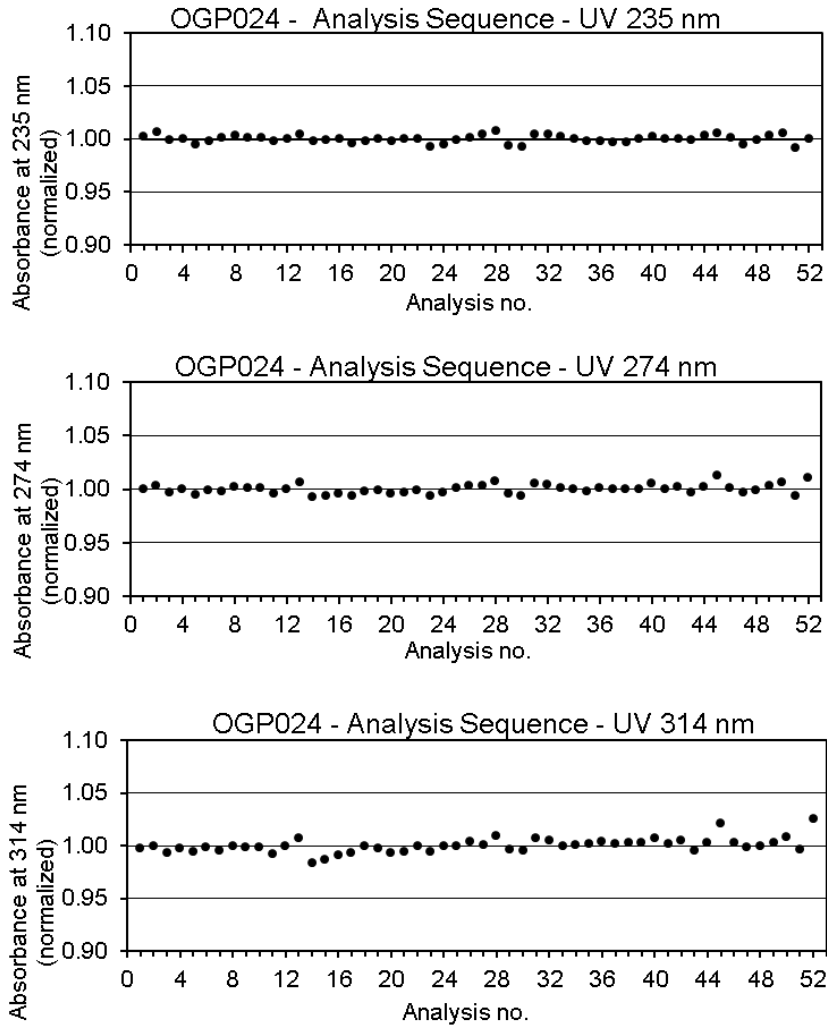 OGP024 -  Analysis Sequence - UV 235 nm
Absorbance at 235 nm
(normalized)
1.10
1.05
1.00
0.95
0.90
0 4 8 12 16 20 24 28 32 36 40 44 48 52
Analysis no.
OGP024 - Analysis Sequence - UV 274 nm
Absorbance at 274 nm
(normalized)
1.10
1.05
1.00
0.95
0.90
0 4 8 12 16 20 24 28 32 36 40 44 48 52
Analysis no.
OGP024 - Analysis Sequence - UV 314 nm
Absorbance at 314 nm
(normalized)
1.10
1.05
1.00
0.95
0.90
0 4 8 12 16 20 24 28 32 36 40 44 48 52
Analysis no.